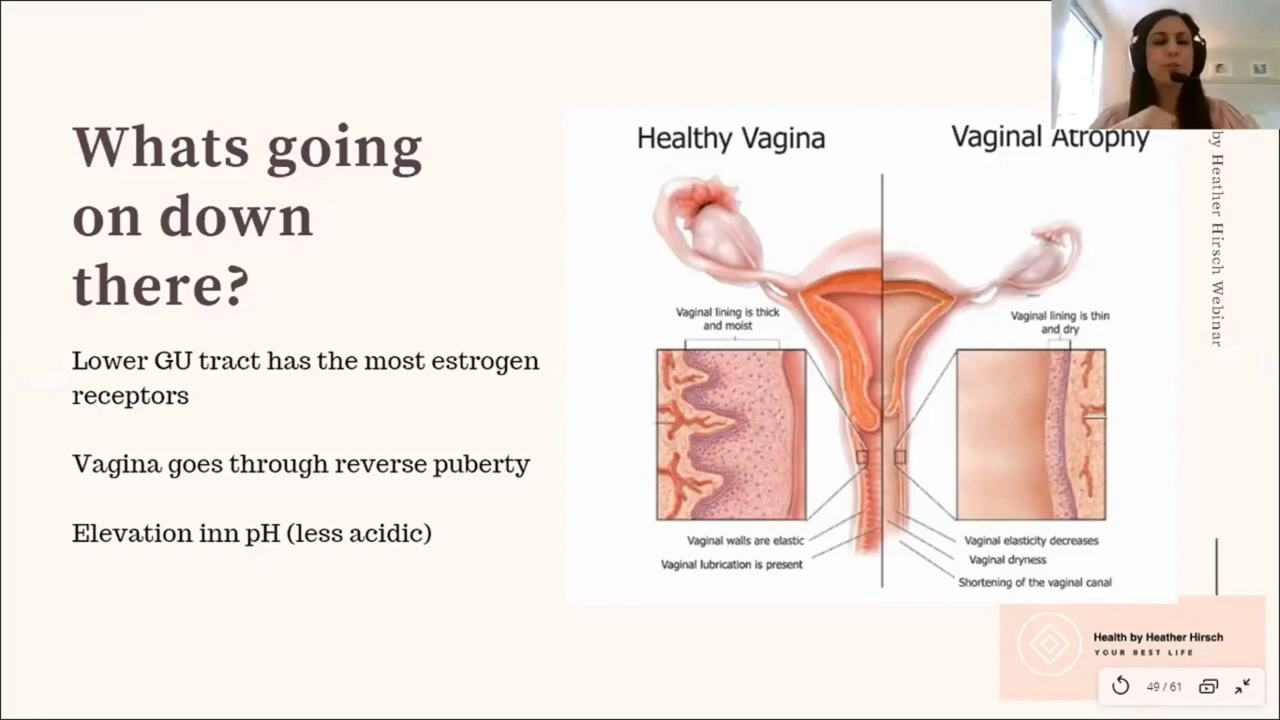 Whats going
on down
there?
Lower GU tract has the most estrogen
receptors
Vagina goes through reverse puberty
Elevation inn pH (less acidic)
Healthy Vagina
Vaginal Atrophy
Vaginal lining is thick
and moist
Vaginal lining is thin
and dry
Vaginal walls are elastic
Vaginal lubrication is present
Vaginal elasticity decreases
Vaginal dryness
Shortening of the vaginal canal
by Heather Hirsch Webinar
Health by Heather Hirsch
YOUR BEST LIFE
49 / 61